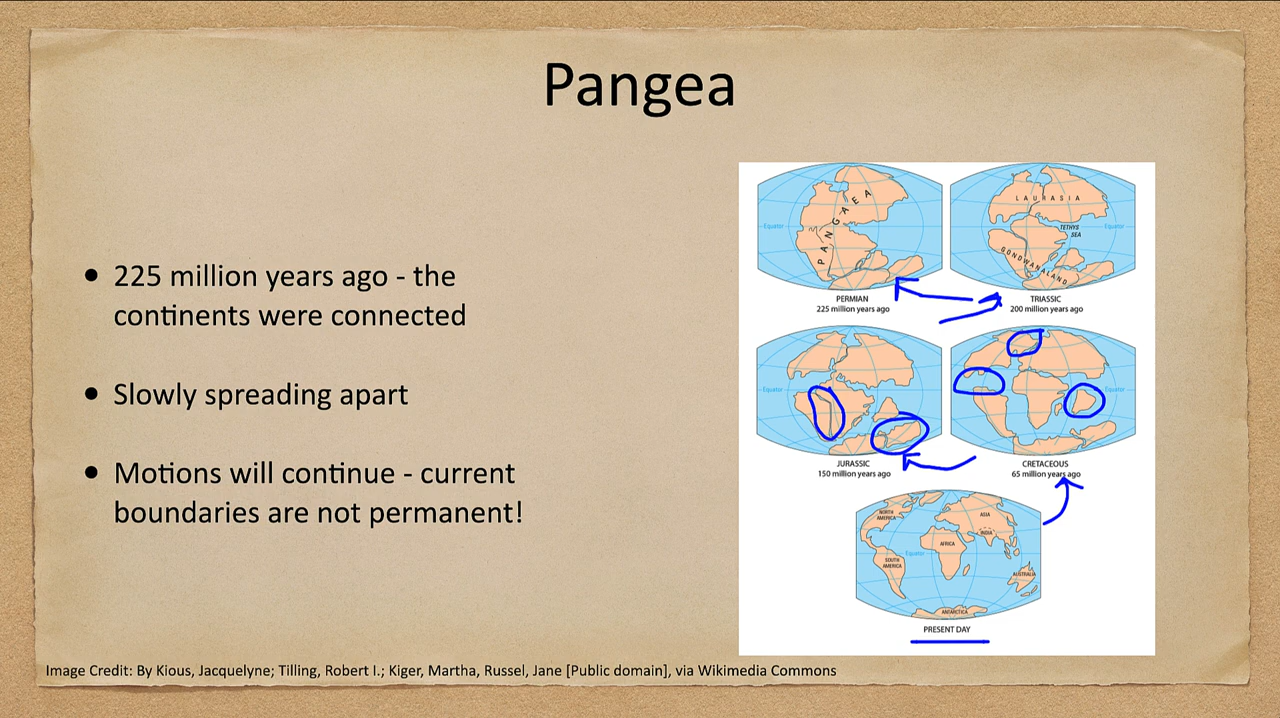 Pangea
• 225 million years ago - the
continents were connected
• Slowly spreading apart
• Motions will continue - current
boundaries are not permanent!
PANGAEA
Equator
PERMIAN
225 million years ago
LAURASIA
TETHYS
SEA
Equator
GONDWANALAND
TRIASSIC
200 million years ago
Equator
JURASSIC
150 million years ago
Equator
CRETACEOUS
65 million years ago
NORTH
AMERICA
ASIA
INDIA
AFRICA
Equator
SOUTH
AMERICA
AUSTRALIA
ANTARCTICA
PRESENT DAY
Image Credit: By Kious, Jacquelyne; Tilling, Robert I.; Kiger, Martha, Russel, Jane [Public domain], via Wikimedia Commons